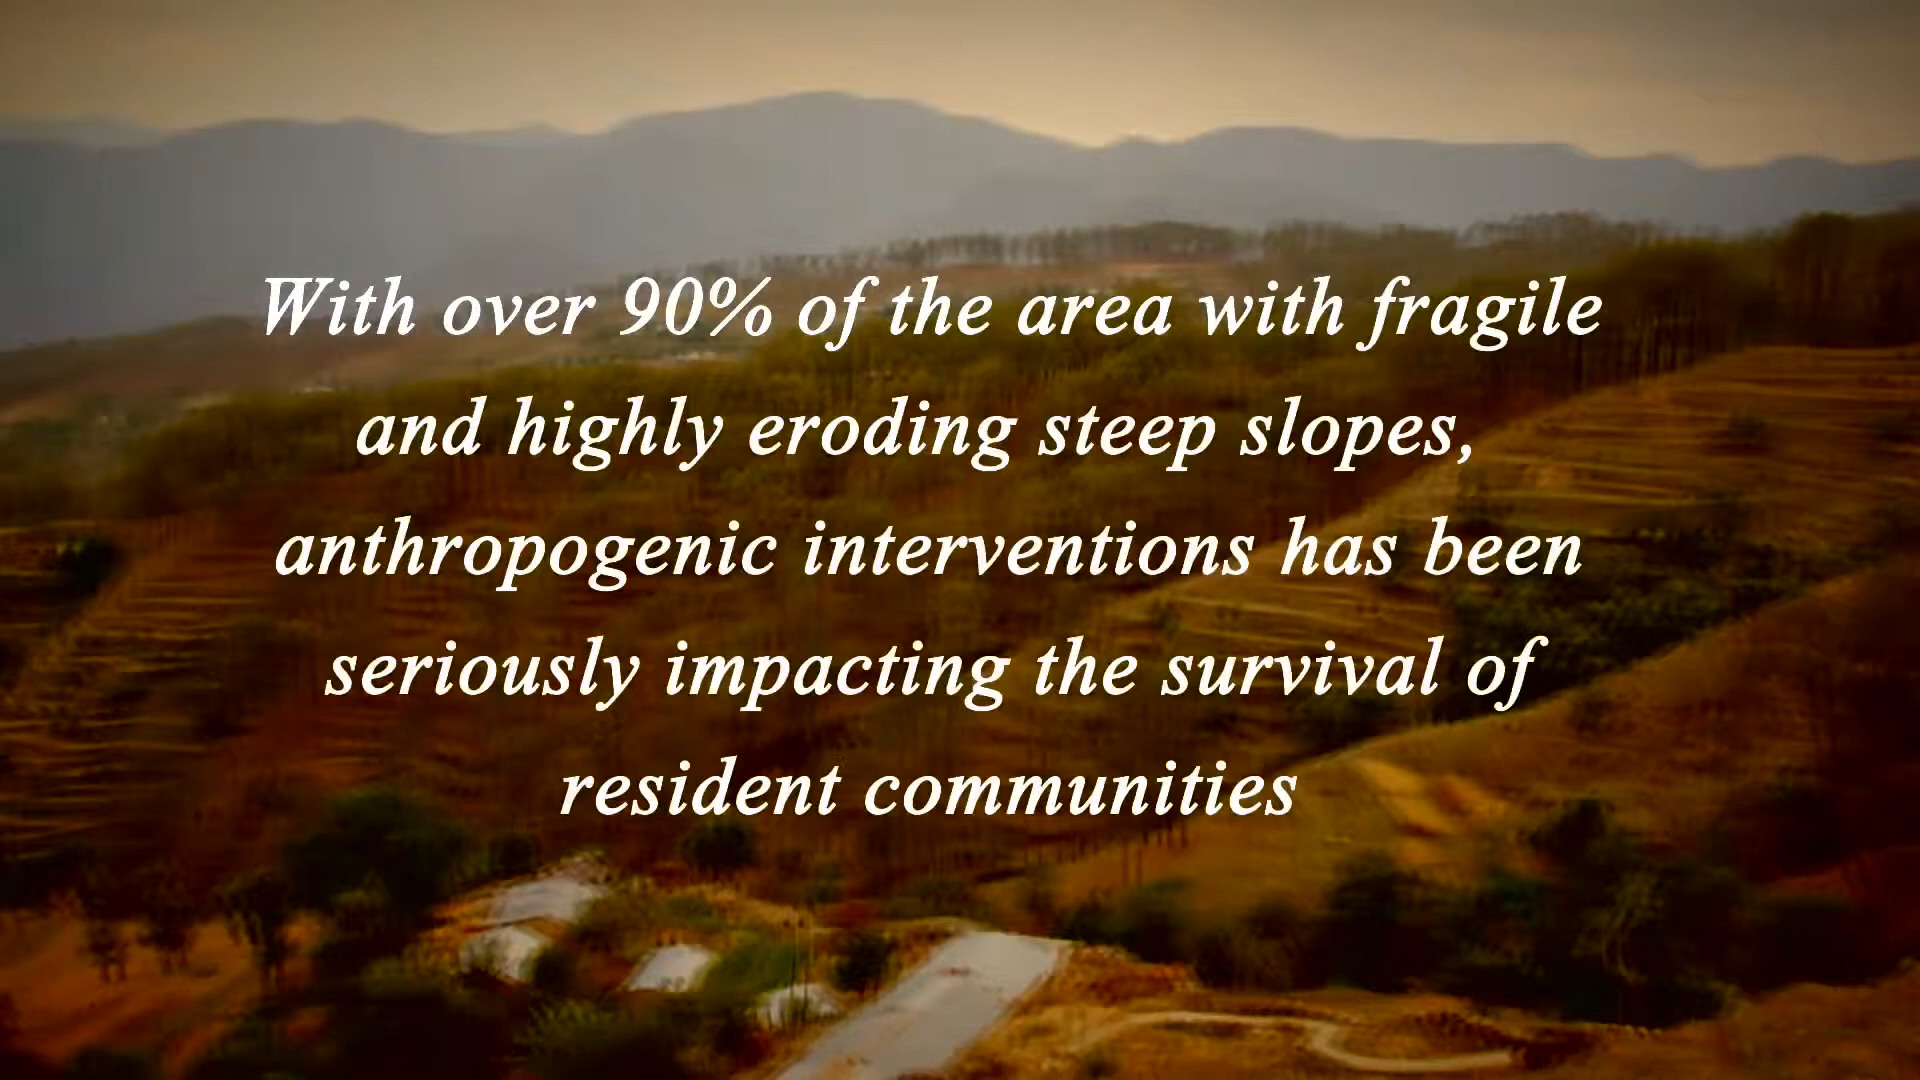 With over 90% of the area with fragile
and highly eroding steep slopes,
anthropogenic interventions has been
seriously impacting the survival of
resident communities